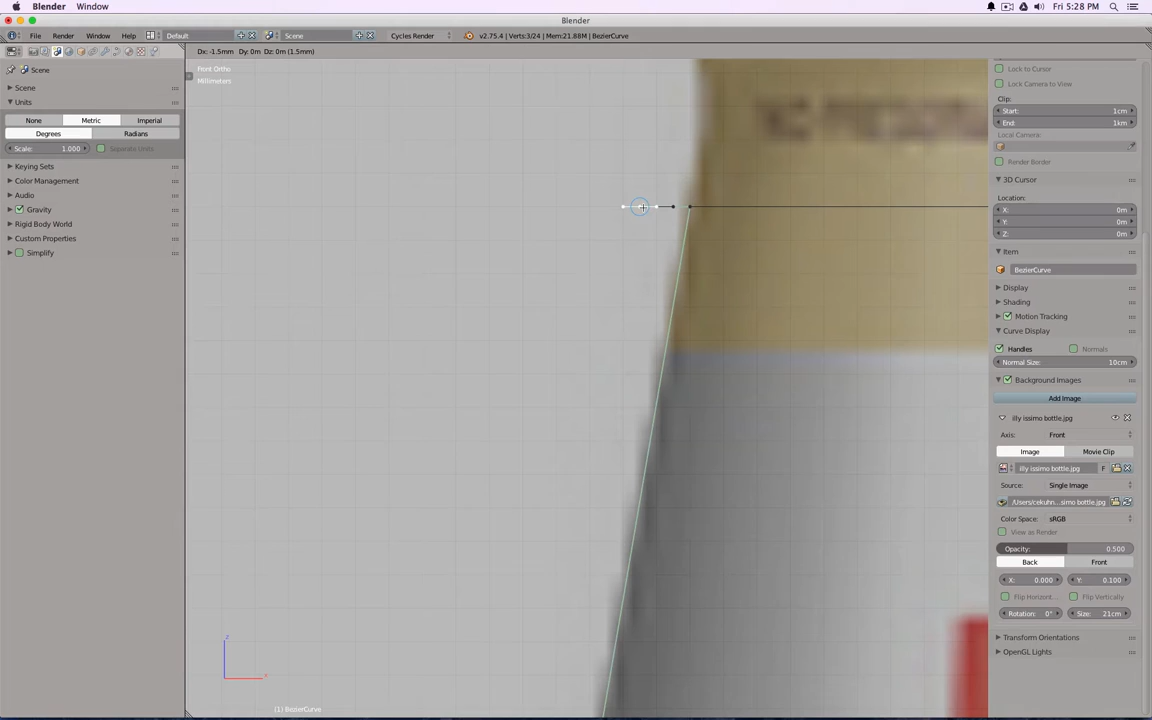 Blender Window Fri 5:28 PM
Blender
File Render Window Help Default Scene Cycles Render v2.75.4 | Verts:3/24 | Mem:21.88M | BezierCurve
Dx: -1.5mm Dy: 0m Dz: 0m (1.5mm)
Scene
Front Ortho
Millimeters
Scene
Units
None Metric Imperial
Degrees Radians
Scale: 1.000 Separate Units
Keying Sets
Color Management
Audio
Gravity
Rigid Body World
Custom Properties
Simplify
Lock to Cursor
Lock Camera to View
Clip:
Start: 1cm
End: 1km
Local Camera:
Render Border
3D Cursor
Location:
X: 0m
Y: 0m
Z: 0m
Item
BezierCurve
Display
Shading
Motion Tracking
Curve Display
Handles Normals
Normal Size: 10cm
Background Images
Add Image
illy issimo bottle.jpg
Axis: Front
Image Movie Clip
illy issimo bottle.jpg F
Source: Single Image
/Users/cekuhn...simo bottle.jpg
Color Space: sRGB
View as Render
Opacity: 0.500
Back Front
X: 0.000 Y: 0.100
Flip Horizont... Flip Vertically
Rotation: 0° Size: 21cm
Transform Orientations
OpenGL Lights
z
x
(1) BezierCurve